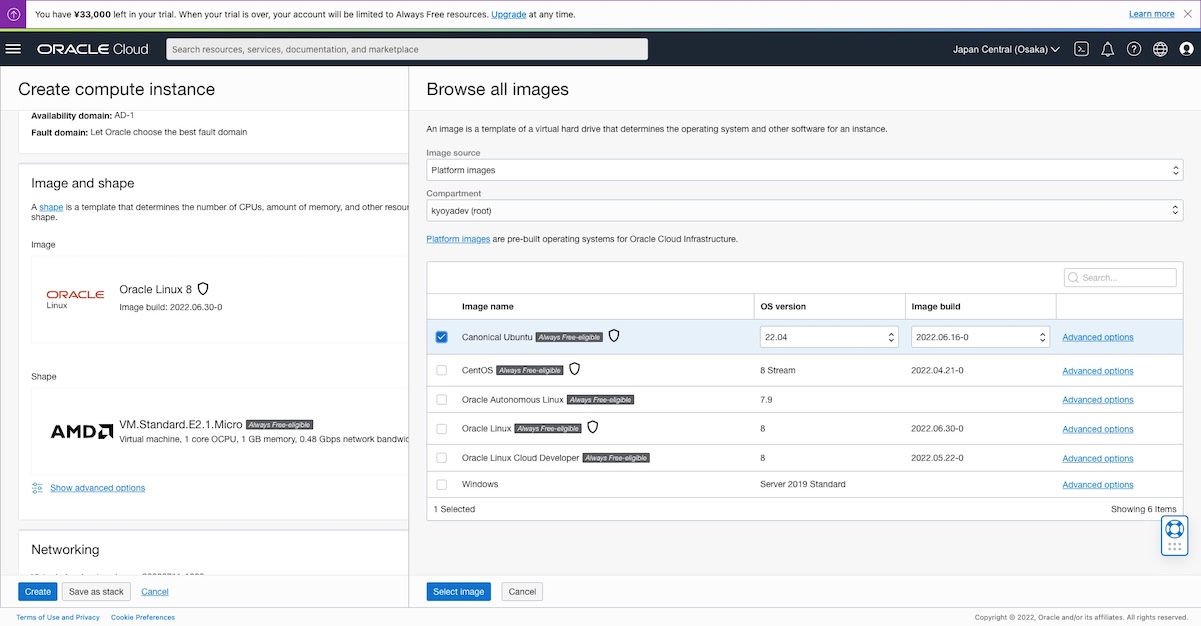 You have ¥33,000 left in your trial. When your trial is over, your account will be limited to Always Free resources. Upgrade at any time.
Learn more
ORACLE Cloud
Search resources, services, documentation, and marketplace
Japan Central (Osaka)
Create compute instance
Availability domain: AD-1
Fault domain: Let Oracle choose the best fault domain
Image and shape
A shape is a template that determines the number of CPUs, amount of memory, and other resour
shape.
Image
ORACLE
Linux
Oracle Linux 8
Image build: 2022.06.30-0
Shape
AMD
VM.Standard.E2.1.Micro Always Free-eligible
Virtual machine, 1 core OCPU, 1 GB memory, 0.48 Gbps network bandwic
Show advanced options
Networking
Create
Save as stack
Cancel
Browse all images
An image is a template of a virtual hard drive that determines the operating system and other software for an instance.
Image source
Platform images
Compartment
kyoyadev (root)
Platform images are pre-built operating systems for Oracle Cloud Infrastructure.
Search...
Image name OS version Image build
Canonical Ubuntu Always Free-eligible 22.04 2022.06.16-0 Advanced options
CentOS Always Free-eligible 8 Stream 2022.04.21-0 Advanced options
Oracle Autonomous Linux Always Free-eligible 7.9 Advanced options
Oracle Linux Always Free-eligible 8 2022.06.30-0 Advanced options
Oracle Linux Cloud Developer Always Free-eligible 8 2022.05.22-0 Advanced options
Windows Server 2019 Standard Advanced options
1 Selected
Showing 6 Items
Select image
Cancel
Terms of Use and Privacy
Cookie Preferences
Copyright © 2022, Oracle and/or its affiliates. All rights reserved.